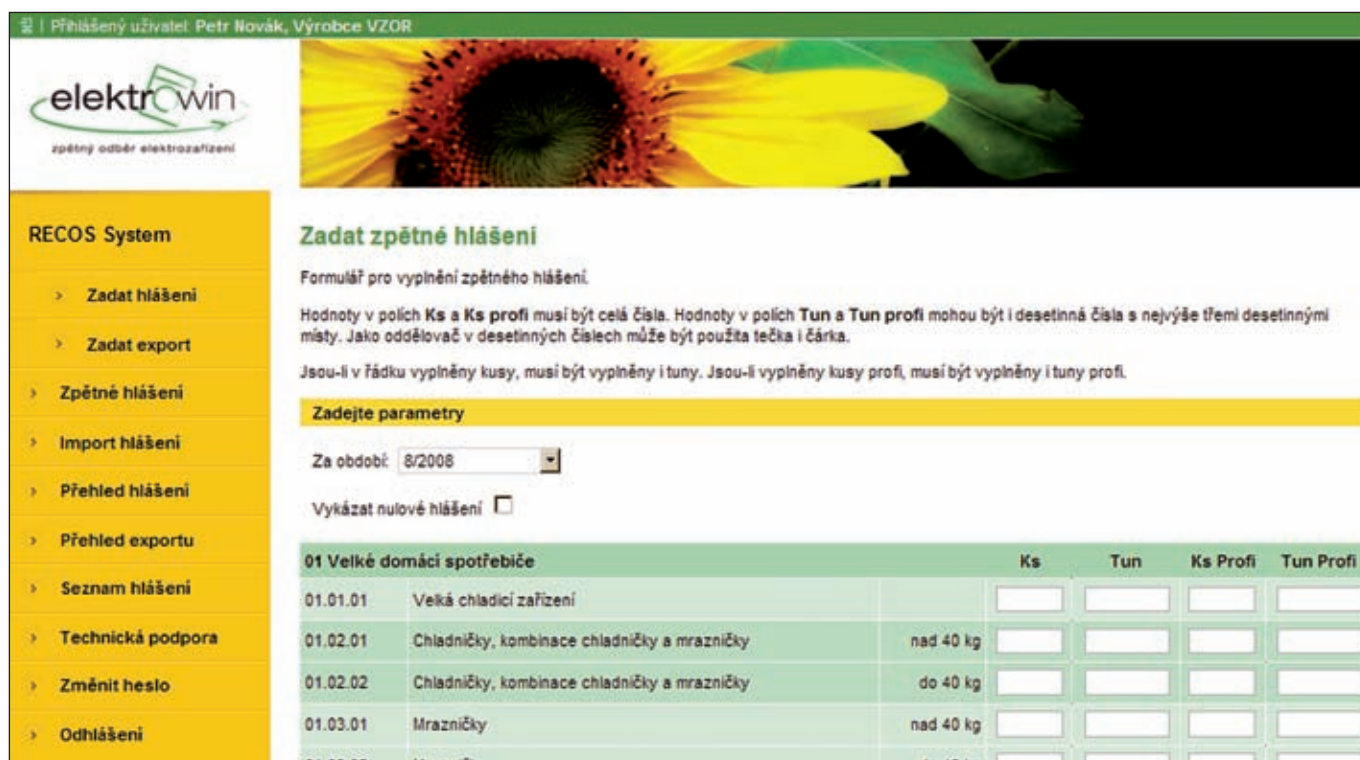 Přihlášený uživatel: Petr Novák, Výrobce VZOR
elektrowin
zpětný odběr elektrozařízení
RECOS System
Zadat hlášení
Zadat export
Zpětné hlášení
Import hlášení
Přehled hlášení
Přehled exportu
Seznam hlášení
Technická podpora
Změnit heslo
Odhlášení
Zadat zpětné hlášení
Formulář pro vyplnění zpětného hlášení.
Hodnoty v polích Ks a Ks profi musí být celá čísla. Hodnoty v polích Tun a Tun profi mohou být i desetinná čísla s nejvýše třemi desetinnými
místy. Jako oddělovač v desetinných číslech může být použita tečka i čárka.
Jsou-li v řádku vyplněny kusy, musí být vyplněny i tuny. Jsou-li vyplněny kusy profi, musí být vyplněny i tuny profi.
Zadejte parametry
Za období: 8/2008
Vykázat nulové hlášení
01 Velké domácí spotřebiče Ks Tun Ks Profi Tun Profi
01.01.01 Velká chladicí zařízení
01.02.01 Chladničky, kombinace chladničky a mrazničky nad 40 kg
01.02.02 Chladničky, kombinace chladničky a mrazničky do 40 kg
01.03.01 Mrazničky nad 40 kg